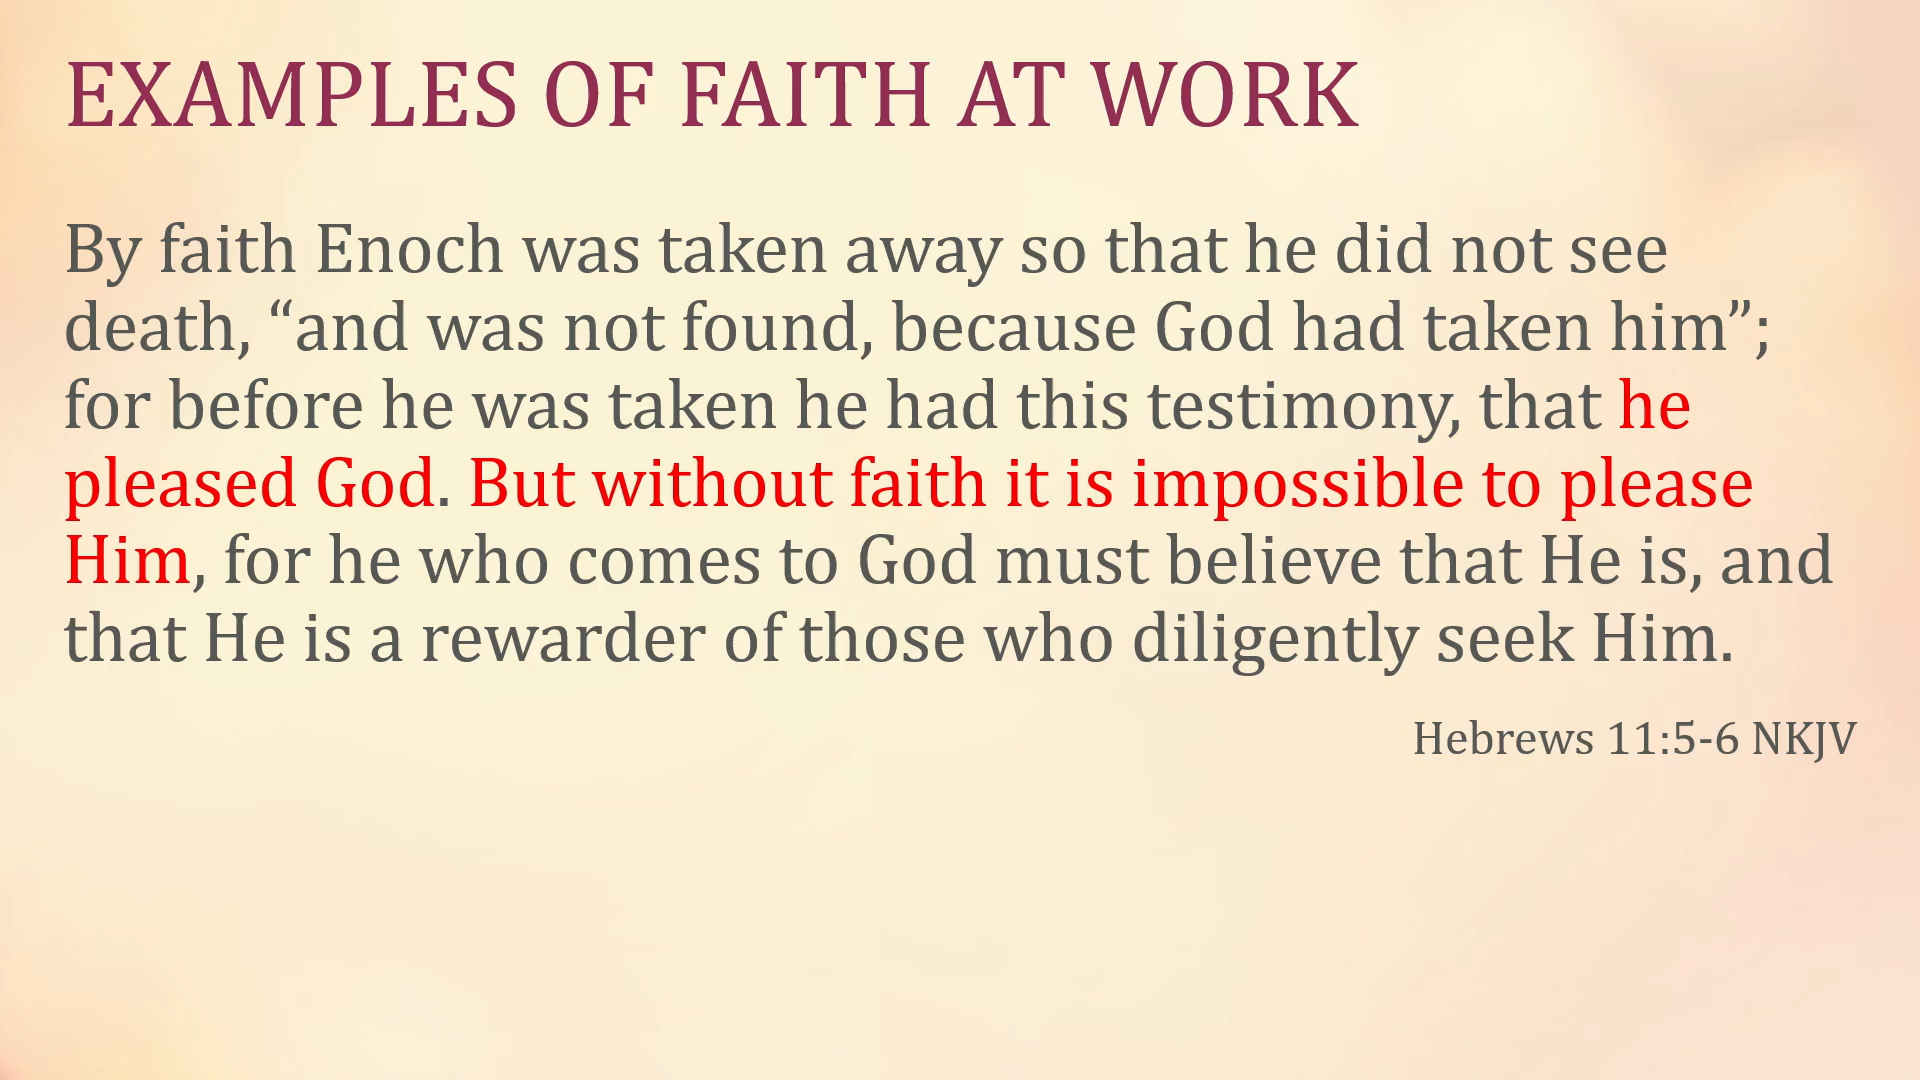 EXAMPLES OF FAITH AT WORK
By faith Enoch was taken away so that he did not see
death, “and was not found, because God had taken him”;
for before he was taken he had this testimony, that he
pleased God. But without faith it is impossible to please
Him, for he who comes to God must believe that He is, and
that He is a rewarder of those who diligently seek Him.
Hebrews 11:5-6 NKJV